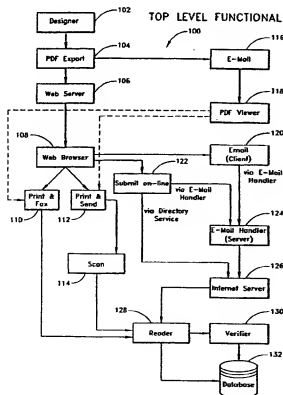 TOP LEVEL FUNCTIONAL
100
Designer
102
PDF Export
104
E-Mail
116
Web Server
106
PDF Viewer
118
108
Web Browser
Email
(Client)
120
Submit on-line
122
via E-Mail
Handler
via E-Mail
Handler
Print &
Fax
110
Print &
Send
112
via Directory
Service
E-Mail Handler
(Server)
124
Scan
114
Internet Server
126
128
Reader
Verifier
130
Database
132